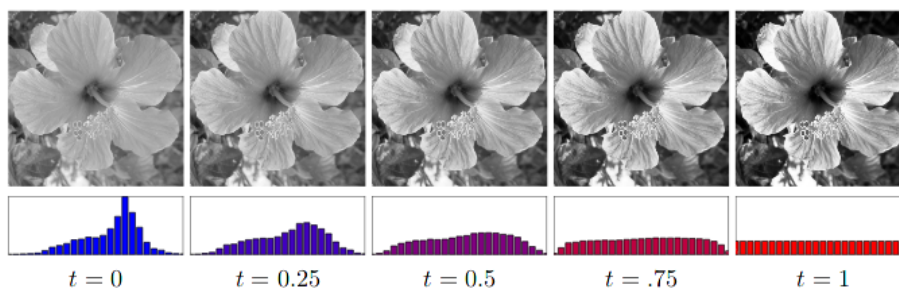 t = 0 t = 0.25 t = 0.5 t = .75 t = 1